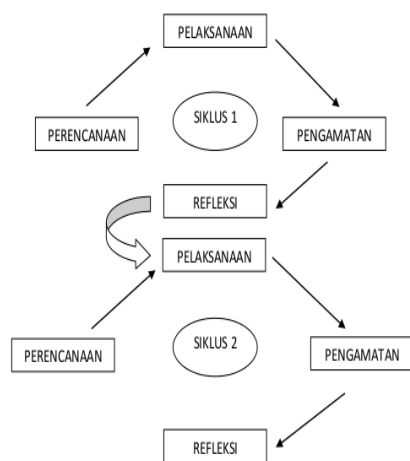 PELAKSANAAN
SIKLUS 1
PERENCANAAN
PENGAMATAN
REFLEKSI
PELAKSANAAN
SIKLUS 2
PERENCANAAN
PENGAMATAN
REFLEKSI